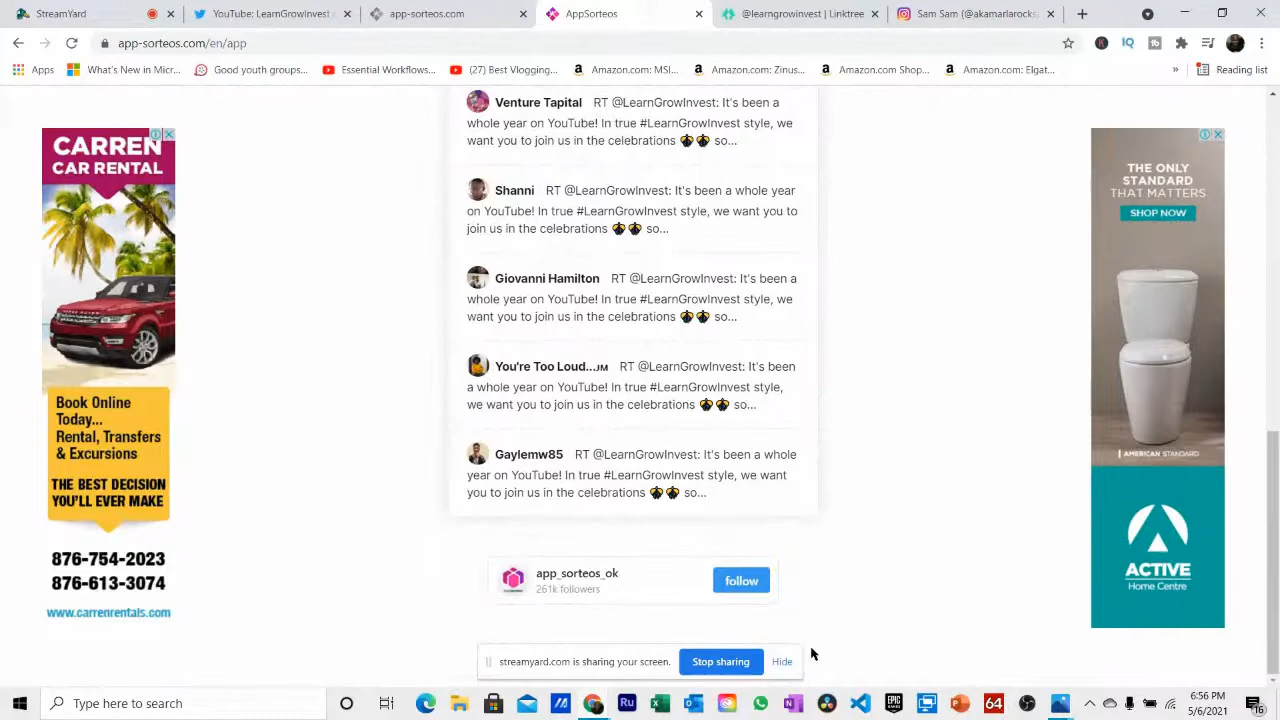 YouTube: LearnGrowInvest
app-sorteos.com
AppSorteos
@learngrowinvest | Linktree
Sam Sam (@akamarlarocks
app-sorteos.com/en/app
Apps
What's New in Micr...
Good youth groups...
Essential Workflows...
(27) Best Vlogging...
Amazon.com: MSI...
Amazon.com: Linus...
Amazon.com Shop...
Amazon.com: Elgat...
»
Reading list
Venture Tapital RT @LearnGrowInvest: It's been a
whole year on YouTube! In true #LearnGrowInvest style, we
want you to join us in the celebrations so...
Shanni RT @LearnGrowInvest: It's been a whole year
on YouTube! In true #LearnGrowInvest style, we want you to
join us in the celebrations so...
Giovanni Hamilton RT @LearnGrowInvest: It's been a
whole year on YouTube! In true #LearnGrowInvest style, we
want you to join us in the celebrations so...
You're Too Loud...JM RT @LearnGrowInvest: It's been
a whole year on YouTube! In true #LearnGrowInvest style,
we want you to join us in the celebrations so...
Gaylemw85 RT @LearnGrowInvest: It's been a whole
year on YouTube! In true #LearnGrowInvest style, we want
you to join us in the celebrations so...
app_sorteos_ok
261k followers
follow
CARREN
CAR RENTAL
Book Online
Today...
Rental, Transfers
& Excursions
THE BEST DECISION
YOU'LL EVER MAKE
876-754-2023
876-613-3074
www.carrenrentals.com
THE ONLY
STANDARD
THAT MATTERS
SHOP NOW
AMERICAN STANDARD
ACTIVE
Home Centre
streamyard.com is sharing your screen.
Stop sharing
Hide
Type here to search
64
EPIC
GAMES
6:56 PM
5/6/2021
16